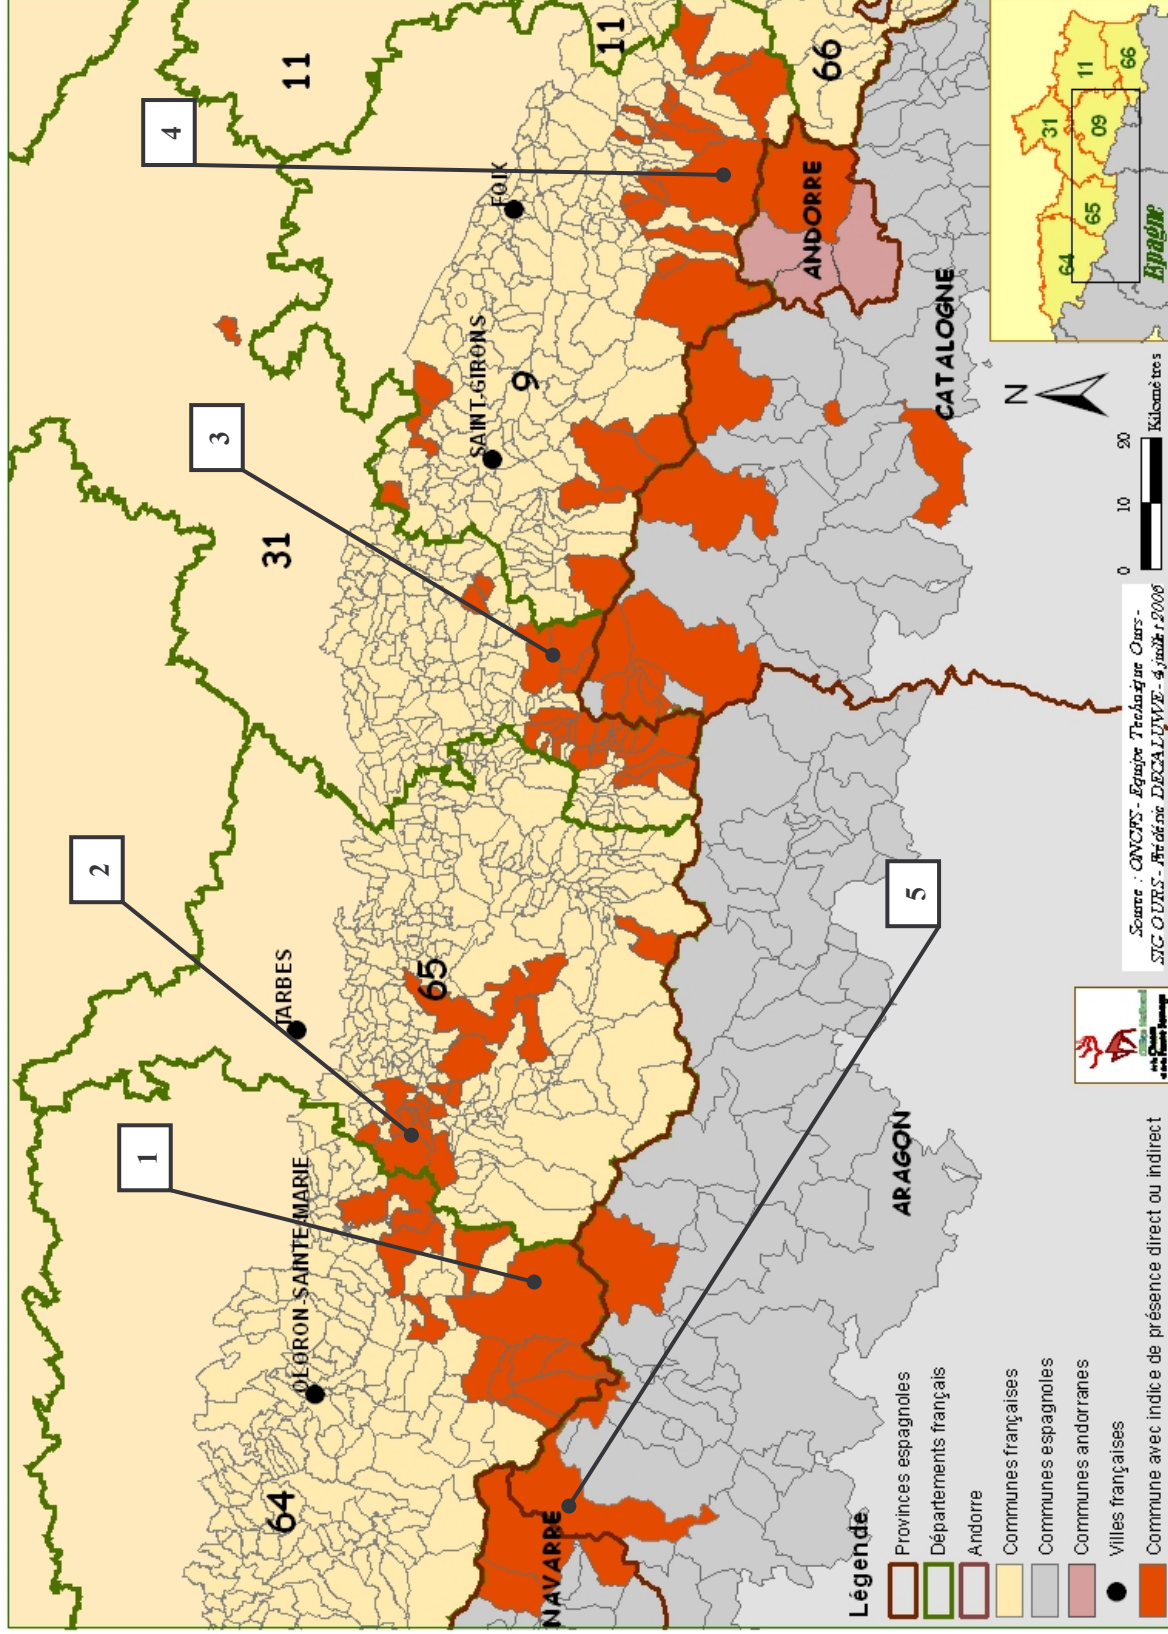 11
11
66
4
FOIX
ANDORRE
CATALOGNE
SAINT-GIRONS
9
3
31
2
TARBES
65
1
OLORON-SAINTE-MARIE
64
5
ARAGON
NAVARRE
31
11
09
66
65
64
Epagne
N
0 10 20
Kilomètres
Source : ONCFS - Equipe Technique Ours -
SIG OURS - Frédéric DECALUWE - 4 juillet 2006
Légende
Provinces espagnoles
Départements français
Andorre
Communes françaises
Communes espagnoles
Communes andorranes
Villes françaises
Commune avec indice de présence direct ou indirect